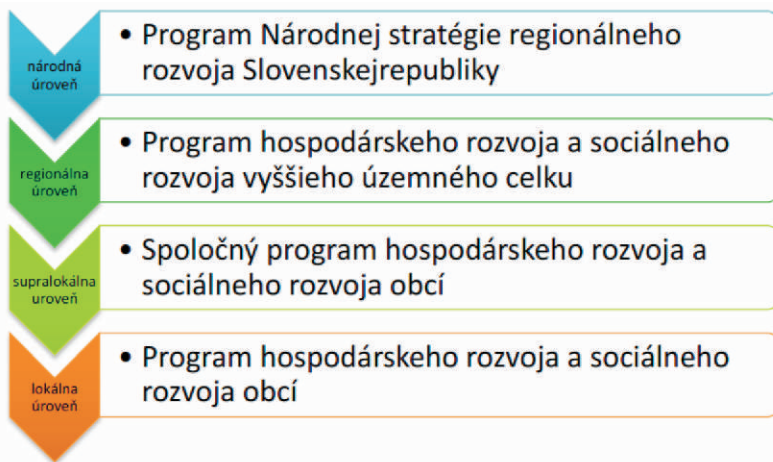 národná
úroveň
• Program Národnej stratégie regionálneho
rozvoja Slovenskejrepubliky
regionálna
úroveň
• Program hospodárskeho rozvoja a sociálneho
rozvoja vyššieho územného celku
supralokálna
uroveň
• Spoločný program hospodárskeho rozvoja a
sociálneho rozvoja obcí
lokálna
úroveň
• Program hospodárskeho rozvoja a sociálneho
rozvoja obcí